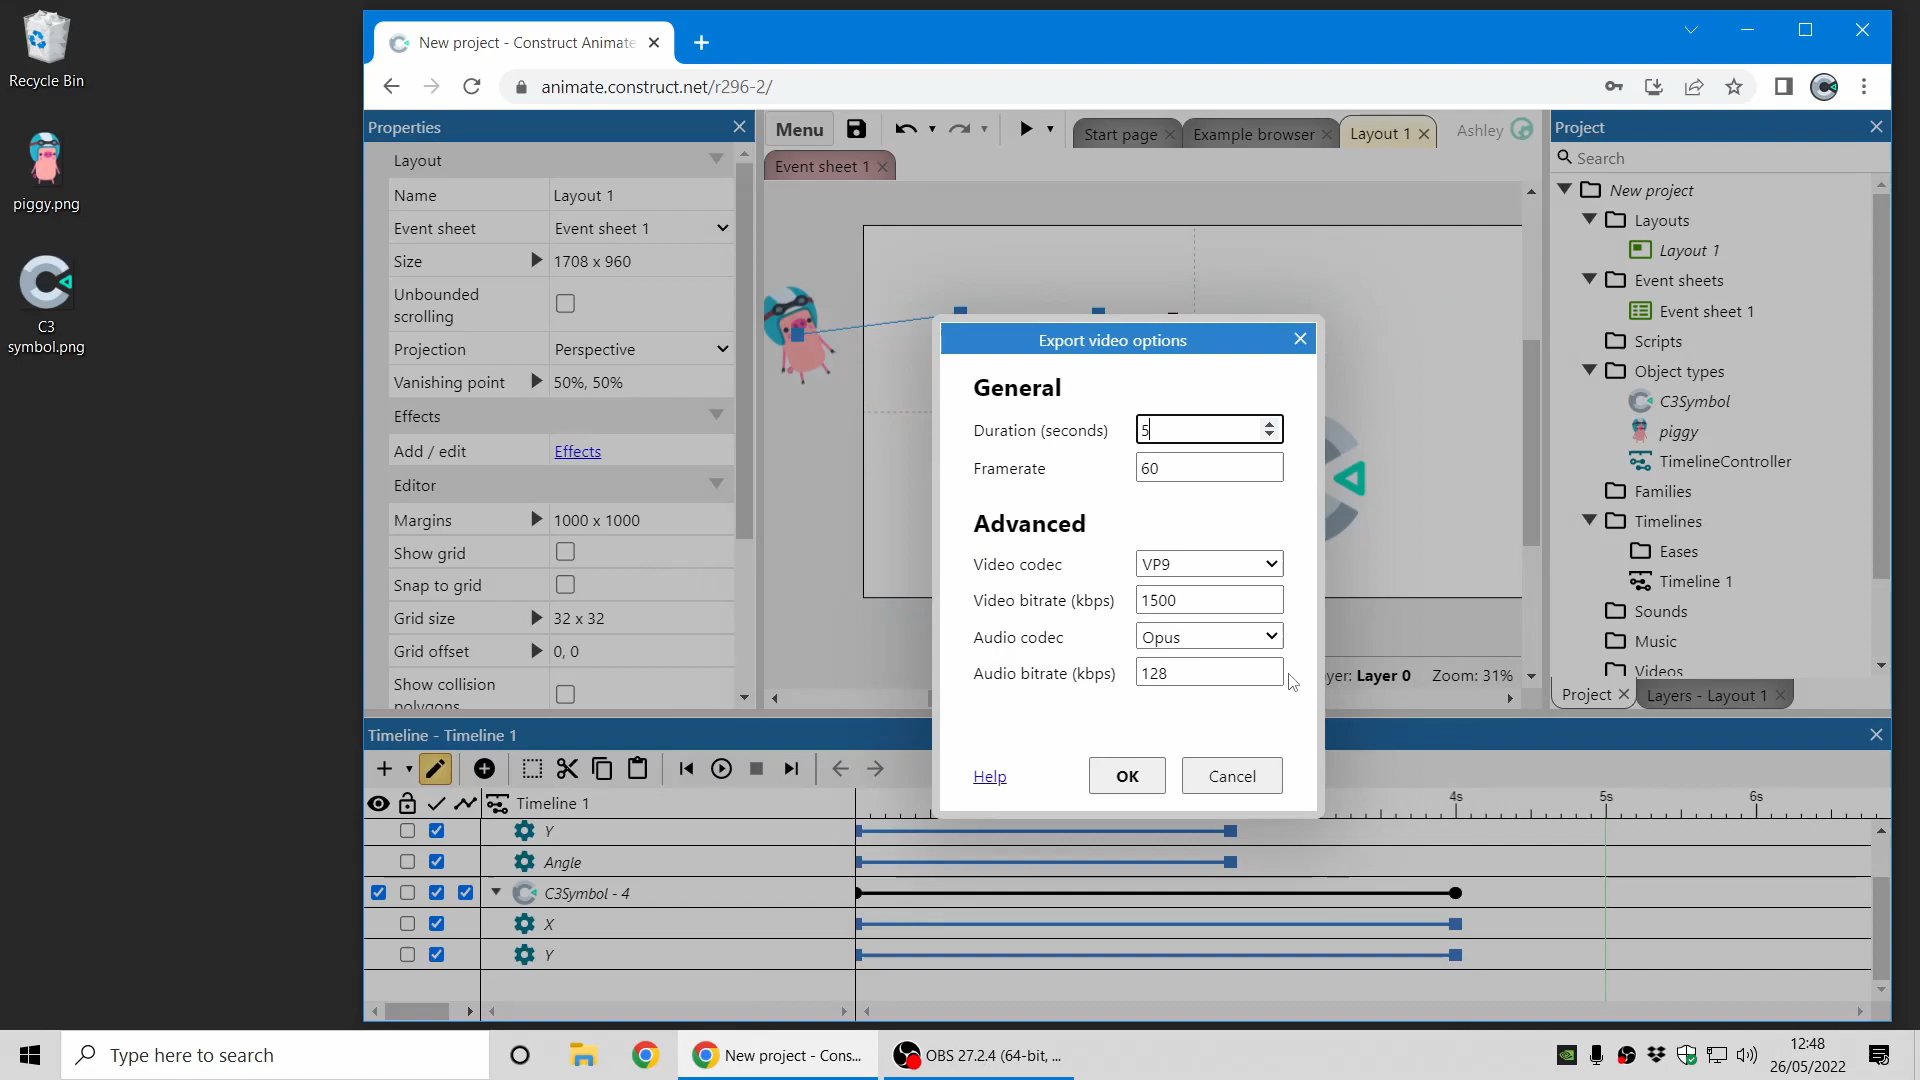 Recycle Bin
piggy.png
C3
symbol.png
New project - Construct Animate
animate.construct.net/r296-2/
Properties
Layout
Name
Layout 1
Event sheet
Event sheet 1
Size
1708 x 960
Unbounded
scrolling
Projection
Perspective
Vanishing point
50%, 50%
Effects
Add / edit
Effects
Editor
Margins
1000 x 1000
Show grid
Snap to grid
Grid size
32 x 32
Grid offset
0, 0
Show collision
polygons
Menu
Start page
Example browser
Layout 1
Ashley
Event sheet 1
Export video options
General
Duration (seconds)
5
Framerate
60
Advanced
Video codec
VP9
Video bitrate (kbps)
1500
Audio codec
Opus
Audio bitrate (kbps)
128
Help
OK
Cancel
yer: Layer 0
Zoom: 31%
Project
Search
New project
Layouts
Layout 1
Event sheets
Event sheet 1
Scripts
Object types
C3Symbol
piggy
TimelineController
Families
Timelines
Eases
Timeline 1
Sounds
Music
Videos
Project
Layers - Layout 1
Timeline - Timeline 1
Timeline 1
4s
5s
6s
Y
Angle
C3Symbol - 4
X
Y
Type here to search
New project - Cons...
OBS 27.2.4 (64-bit, ...
12:48
26/05/2022